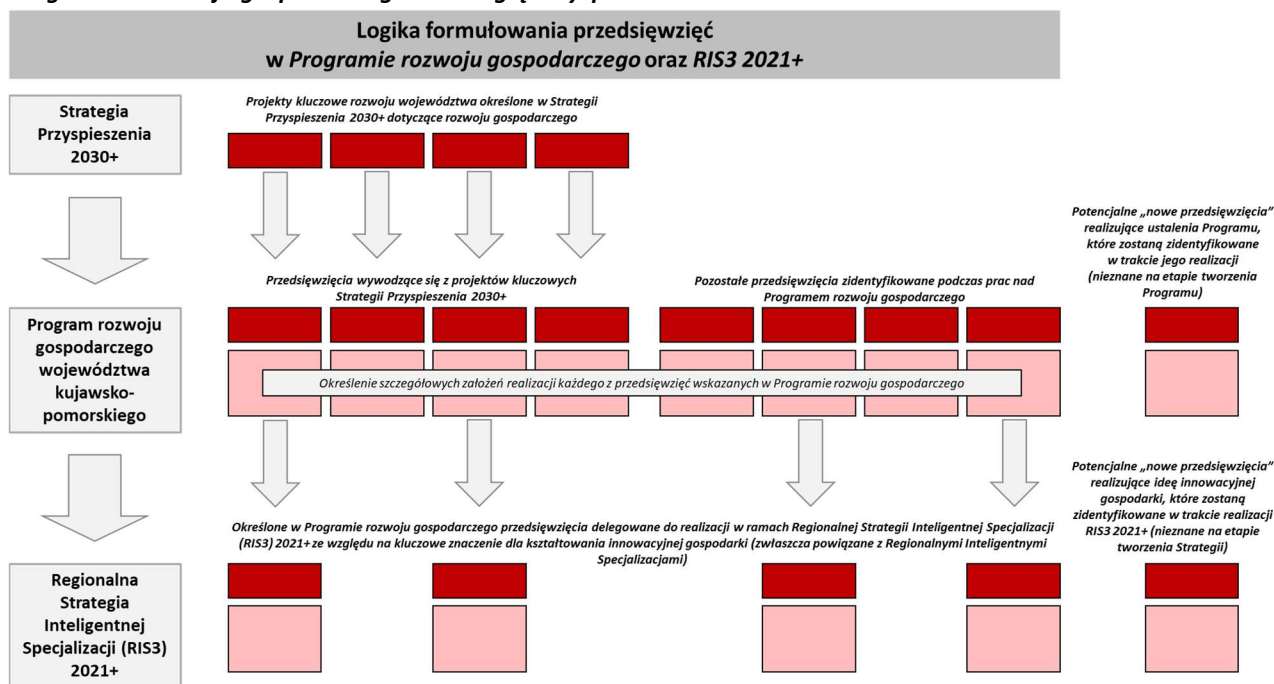 Logika formułowania przedsięwzięć
w Programie rozwoju gospodarczego oraz RIS3 2021+
Strategia
Przyspieszenia
2030+
Projekty kluczowe rozwoju województwa określone w Strategii
Przyspieszenia 2030+ dotyczące rozwoju gospodarczego
Potencjalne „nowe przedsięwzięcia”
realizujące ustalenia Programu,
które zostaną zidentyfikowane
w trakcie jego realizacji
(nieznane na etapie tworzenia
Programu)
Przedsięwzięcia wywodzące się z projektów kluczowych
Strategii Przyspieszenia 2030+
Pozostałe przedsięwzięcia zidentyfikowane podczas prac nad
Programem rozwoju gospodarczego
Program rozwoju
gospodarczego
województwa
kujawsko-
pomorskiego
Określenie szczegółowych założeń realizacji każdego z przedsięwzięć wskazanych w Programie rozwoju gospodarczego
Potencjalne „nowe przedsięwzięcia”
realizujące ideę innowacyjnej
gospodarki, które zostaną
zidentyfikowane w trakcie realizacji
RIS3 2021+ (nieznane na etapie
tworzenia Strategii)
Określone w Programie rozwoju gospodarczego przedsięwzięcia delegowane do realizacji w ramach Regionalnej Strategii Inteligentnej Specjalizacji
(RIS3) 2021+ ze względu na kluczowe znaczenie dla kształtowania innowacyjnej gospodarki (zwłaszcza powiązane z Regionalnymi Inteligentnymi
Specjalizacjami)
Regionalna
Strategia
Inteligentnej
Specjalizacji (RIS3)
2021+